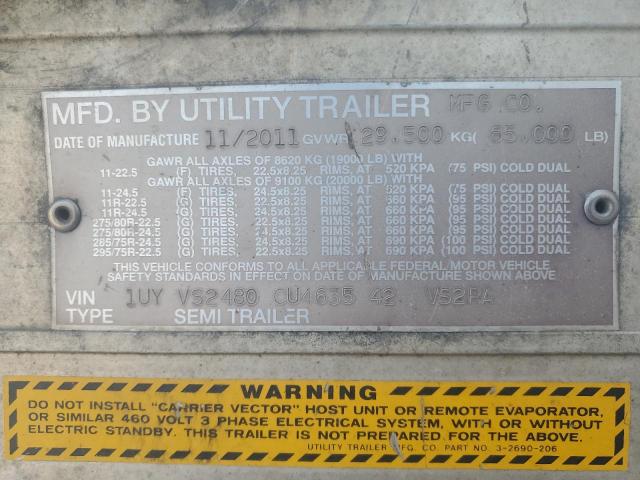 MFD. BY UTILITY TRAILER MFG.CO.
DATE OF MANUFACTURE 11/2011 GVWR 29.500 KG( 65.000 LB)
GAWR ALL AXLES OF 8620 KG (19000 LB) WITH
11-22.5 (F) TIRES, 22.5x8.25 RIMS, AT 520 KPA (75 PSI) COLD DUAL
GAWR ALL AXLES OF 9100 KG (20000 LB) WITH
11-24.5 (F) TIRES, 24.5x8.25 RIMS, AT 520 KPA (75 PSI) COLD DUAL
11R-22.5 (G) TIRES, 22.5x8.25 RIMS, AT 660 KPA (95 PSI) COLD DUAL
11R-24.5 (G) TIRES, 24.5x8.25 RIMS, AT 660 KPA (95 PSI) COLD DUAL
275/80R-22.5 (G) TIRES, 22.5x8.25 RIMS, AT 660 KPA (95 PSI) COLD DUAL
275/80R-24.5 (G) TIRES, 24.5x8.25 RIMS, AT 660 KPA (95 PSI) COLD DUAL
285/75R-24.5 (G) TIRES, 24.5x8.25 RIMS, AT 690 KPA (100 PSI) COLD DUAL
295/75R-22.5 (G) TIRES, 22.5x8.25 RIMS, AT 690 KPA (100 PSI) COLD DUAL
THIS VEHICLE CONFORMS TO ALL APPLICABLE FEDERAL MOTOR VEHICLE
SAFETY STANDARDS IN EFFECT ON DATE OF MANUFACTURE SHOWN ABOVE
VIN 1UY VS2480 CU4635 42 VS2RA
TYPE SEMI TRAILER
WARNING
DO NOT INSTALL "CARRIER VECTOR" HOST UNIT OR REMOTE EVAPORATOR,
OR SIMILAR 460 VOLT 3 PHASE ELECTRICAL SYSTEM, WITH OR WITHOUT
ELECTRIC STANDBY. THIS TRAILER IS NOT PREPARED FOR THE ABOVE.
UTILITY TRAILER MFG. CO. PART NO. 3-2690-206